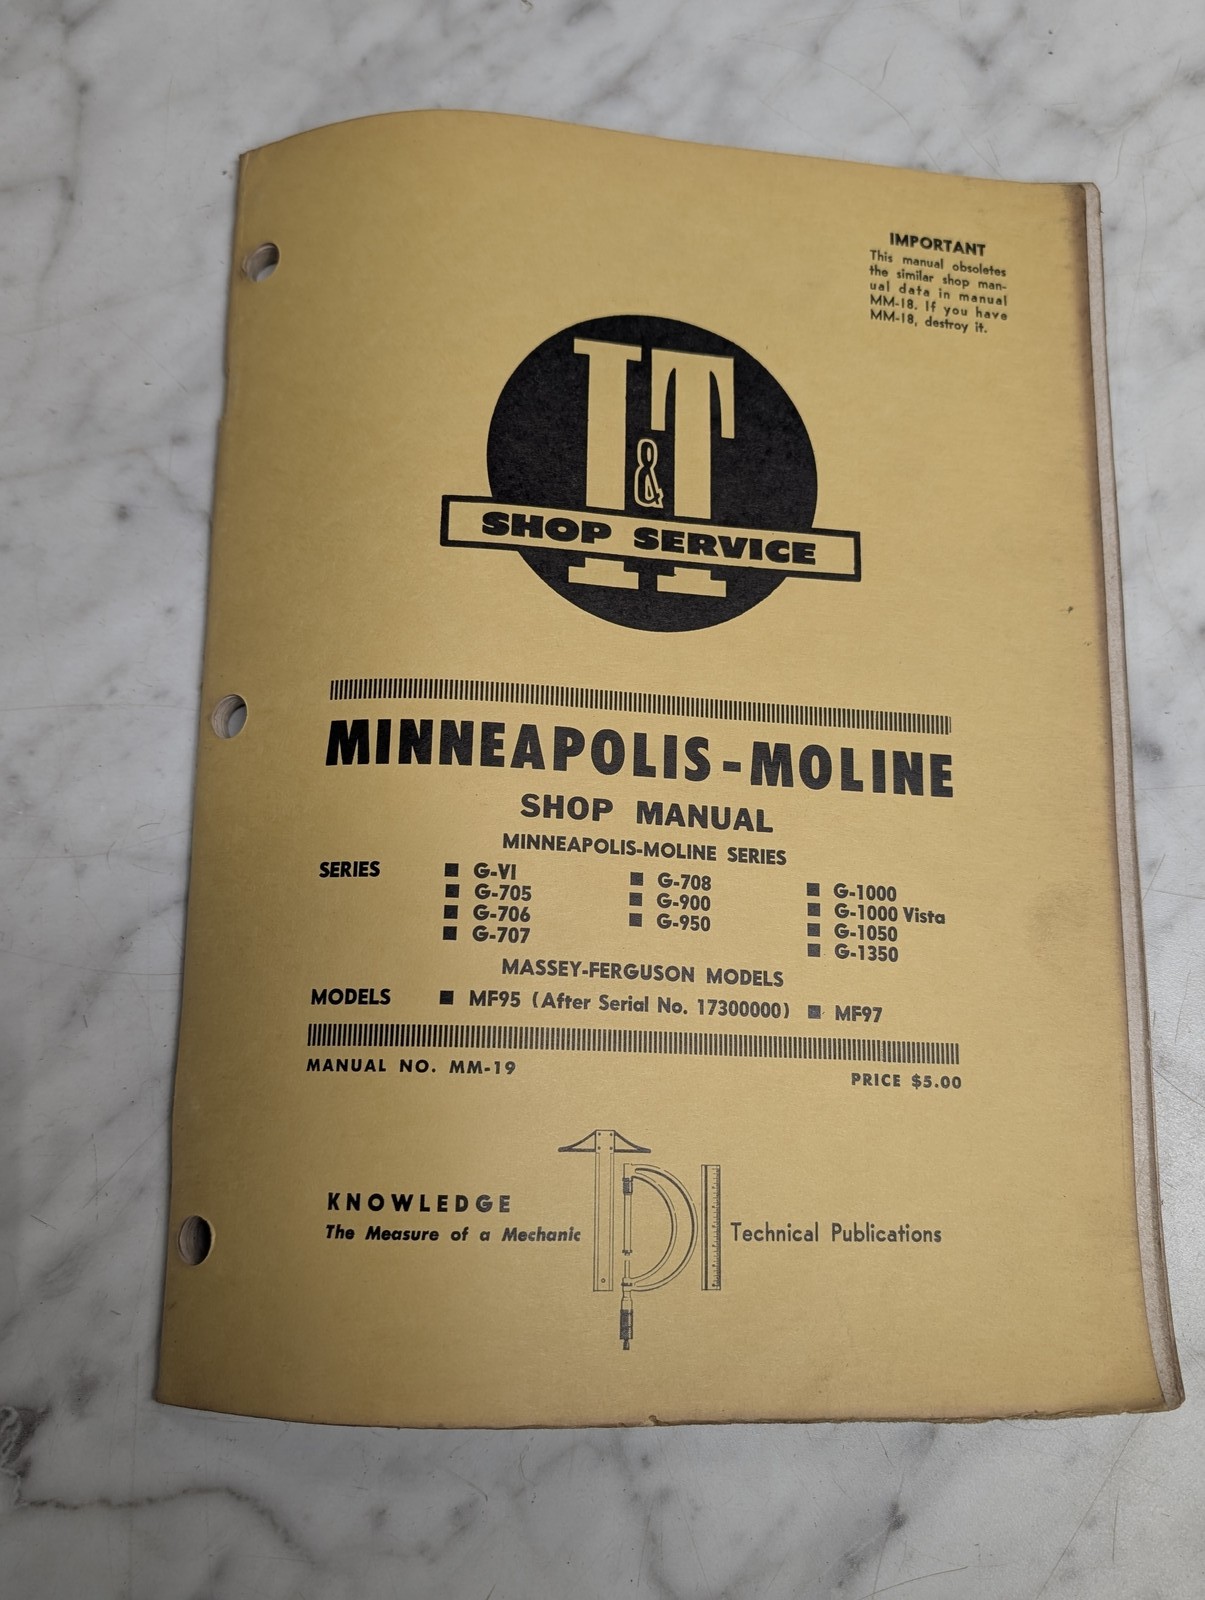 IMPORTANT
This manual obsoletes
the similar shop man-
ual data in manual
MM-18. If you have
MM-18, destroy it.
I&T
SHOP SERVICE
MINNEAPOLIS-MOLINE
SHOP MANUAL
MINNEAPOLIS-MOLINE SERIES
SERIES
■ G-VI
■ G-705
■ G-706
■ G-707
■ G-708
■ G-900
■ G-950
■ G-1000
■ G-1000 Vista
■ G-1050
■ G-1350
MASSEY-FERGUSON MODELS
MODELS ■ MF95 (After Serial No. 17300000) ■ MF97
MANUAL NO. MM-19
PRICE $5.00
KNOWLEDGE
The Measure of a Mechanic
Technical Publications